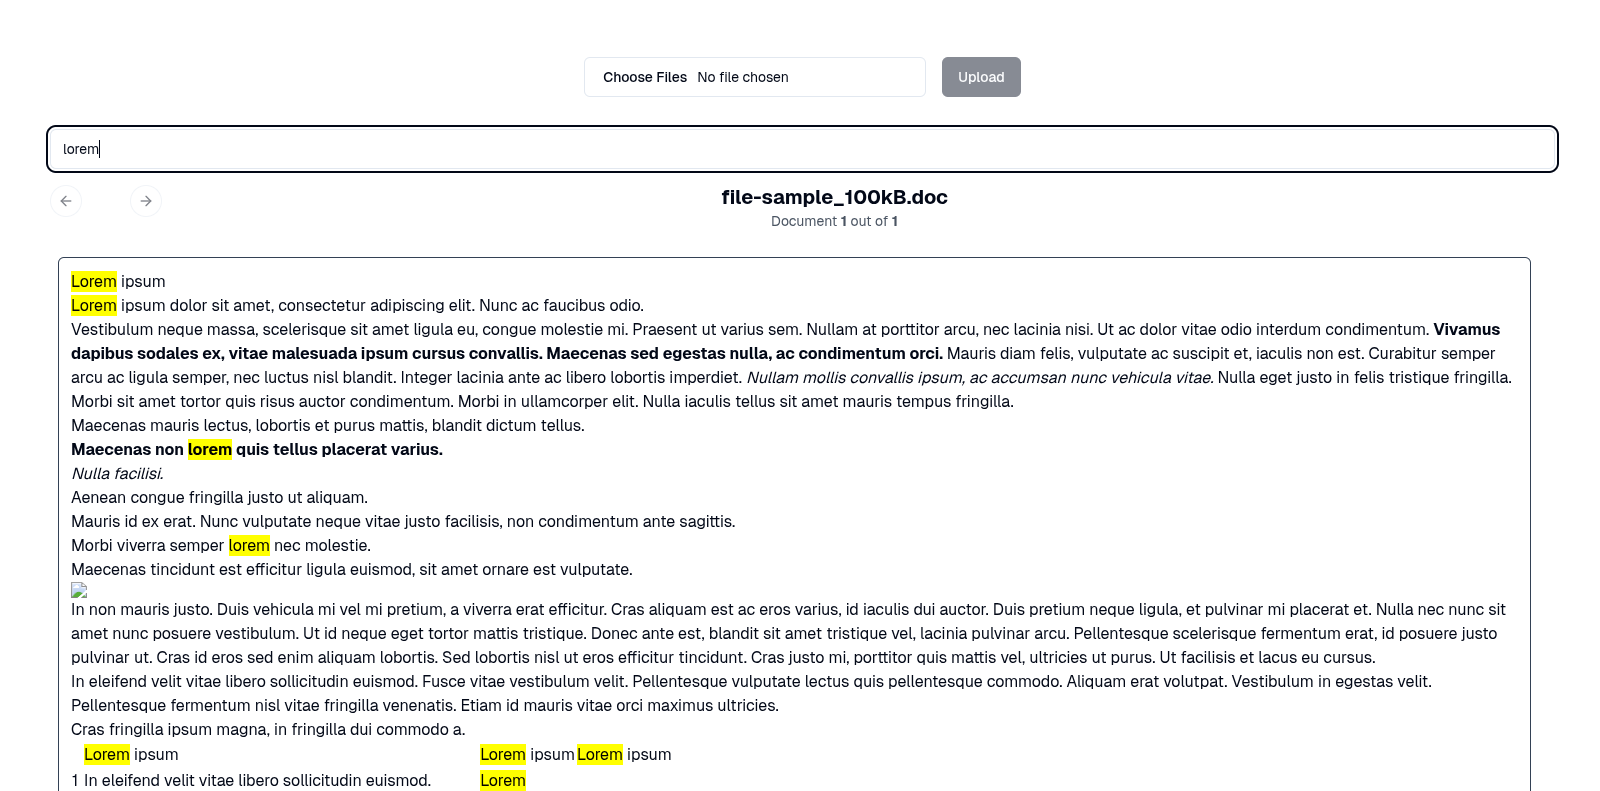 Choose Files No file chosen Upload
lorem
file-sample_100kB.doc
Document 1 out of 1
Lorem ipsum
Lorem ipsum dolor sit amet, consectetur adipiscing elit. Nunc ac faucibus odio.
Vestibulum neque massa, scelerisque sit amet ligula eu, congue molestie mi. Praesent ut varius sem. Nullam at porttitor arcu, nec lacinia nisi. Ut ac dolor vitae odio interdum condimentum. Vivamus
dapibus sodales ex, vitae malesuada ipsum cursus convallis. Maecenas sed egestas nulla, ac condimentum orci. Mauris diam felis, vulputate ac suscipit et, iaculis non est. Curabitur semper
arcu ac ligula semper, nec luctus nisl blandit. Integer lacinia ante ac libero lobortis imperdiet. Nullam mollis convallis ipsum, ac accumsan nunc vehicula vitae. Nulla eget justo in felis tristique fringilla.
Morbi sit amet tortor quis risus auctor condimentum. Morbi in ullamcorper elit. Nulla iaculis tellus sit amet mauris tempus fringilla.
Maecenas mauris lectus, lobortis et purus mattis, blandit dictum tellus.
Maecenas non lorem quis tellus placerat varius.
Nulla facilisi.
Aenean congue fringilla justo ut aliquam.
Mauris id ex erat. Nunc vulputate neque vitae justo facilisis, non condimentum ante sagittis.
Morbi viverra semper lorem nec molestie.
Maecenas tincidunt est efficitur ligula euismod, sit amet ornare est vulputate.
In non mauris justo. Duis vehicula mi vel mi pretium, a viverra erat efficitur. Cras aliquam est ac eros varius, id iaculis dui auctor. Duis pretium neque ligula, et pulvinar mi placerat et. Nulla nec nunc sit
amet nunc posuere vestibulum. Ut id neque eget tortor mattis tristique. Donec ante est, blandit sit amet tristique vel, lacinia pulvinar arcu. Pellentesque scelerisque fermentum erat, id posuere justo
pulvinar ut. Cras id eros sed enim aliquam lobortis. Sed lobortis nisl ut eros efficitur tincidunt. Cras justo mi, porttitor quis mattis vel, ultricies ut purus. Ut facilisis et lacus eu cursus.
In eleifend velit vitae libero sollicitudin euismod. Fusce vitae vestibulum velit. Pellentesque vulputate lectus quis pellentesque commodo. Aliquam erat volutpat. Vestibulum in egestas velit.
Pellentesque fermentum nisl vitae fringilla venenatis. Etiam id mauris vitae orci maximus ultricies.
Cras fringilla ipsum magna, in fringilla dui commodo a.
Lorem ipsum Lorem ipsum Lorem ipsum
1 In eleifend velit vitae libero sollicitudin euismod. Lorem